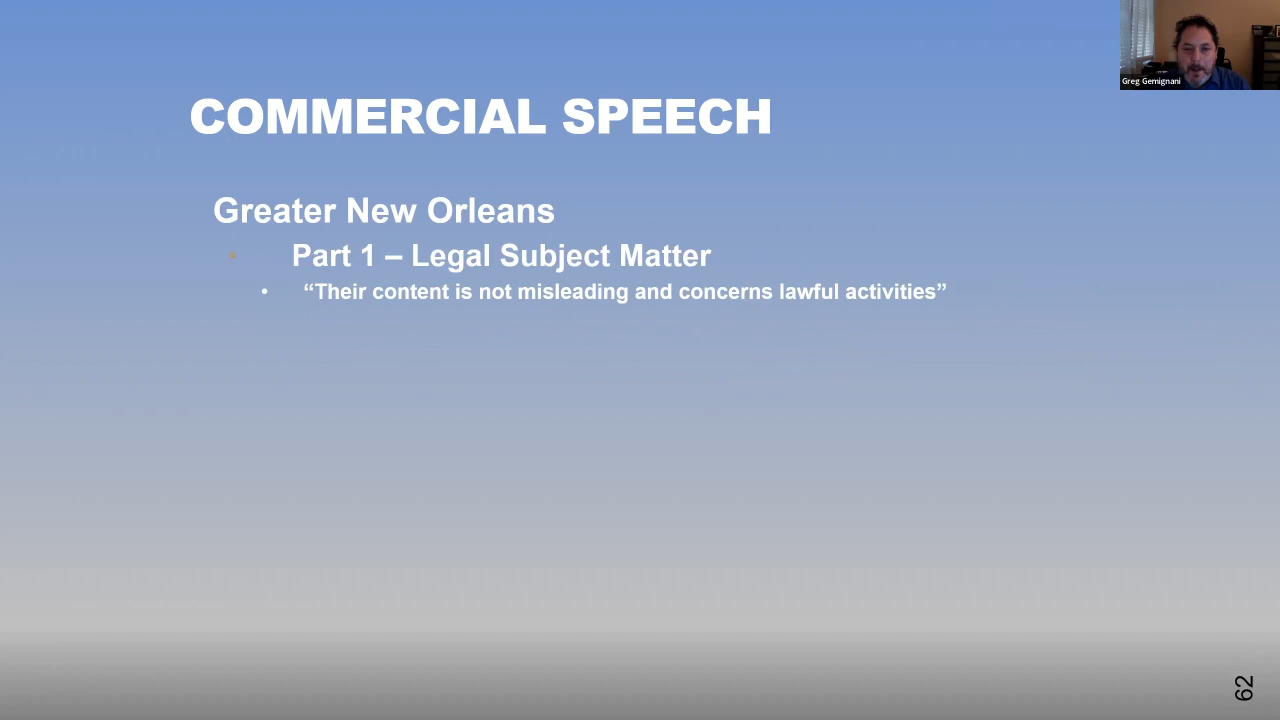 COMMERCIAL SPEECH
Greg Gemignani
Greater New Orleans
• Part 1 – Legal Subject Matter
• “Their content is not misleading and concerns lawful activities”
62